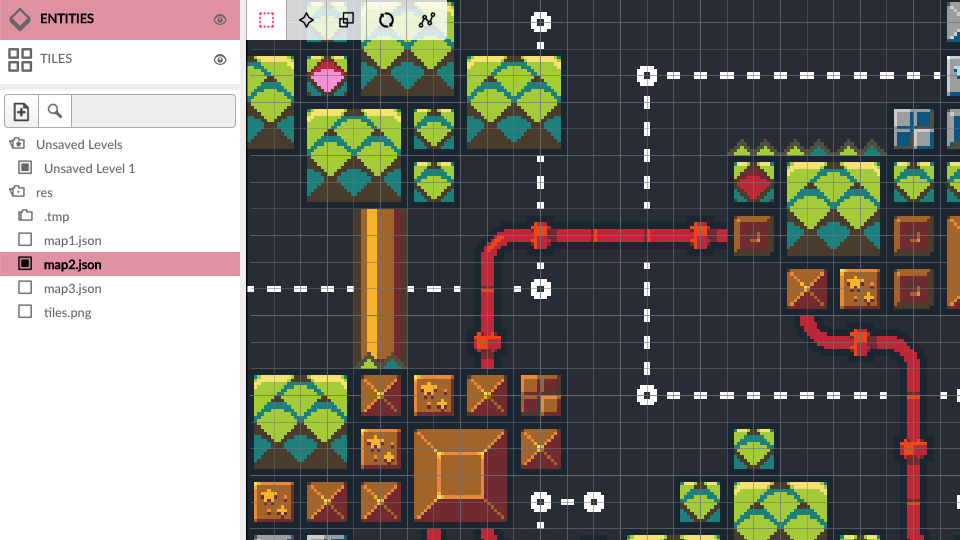 ENTITIES
TILES
Unsaved Levels
Unsaved Level 1
res
.tmp
map1.json
map2.json
map3.json
tiles.png